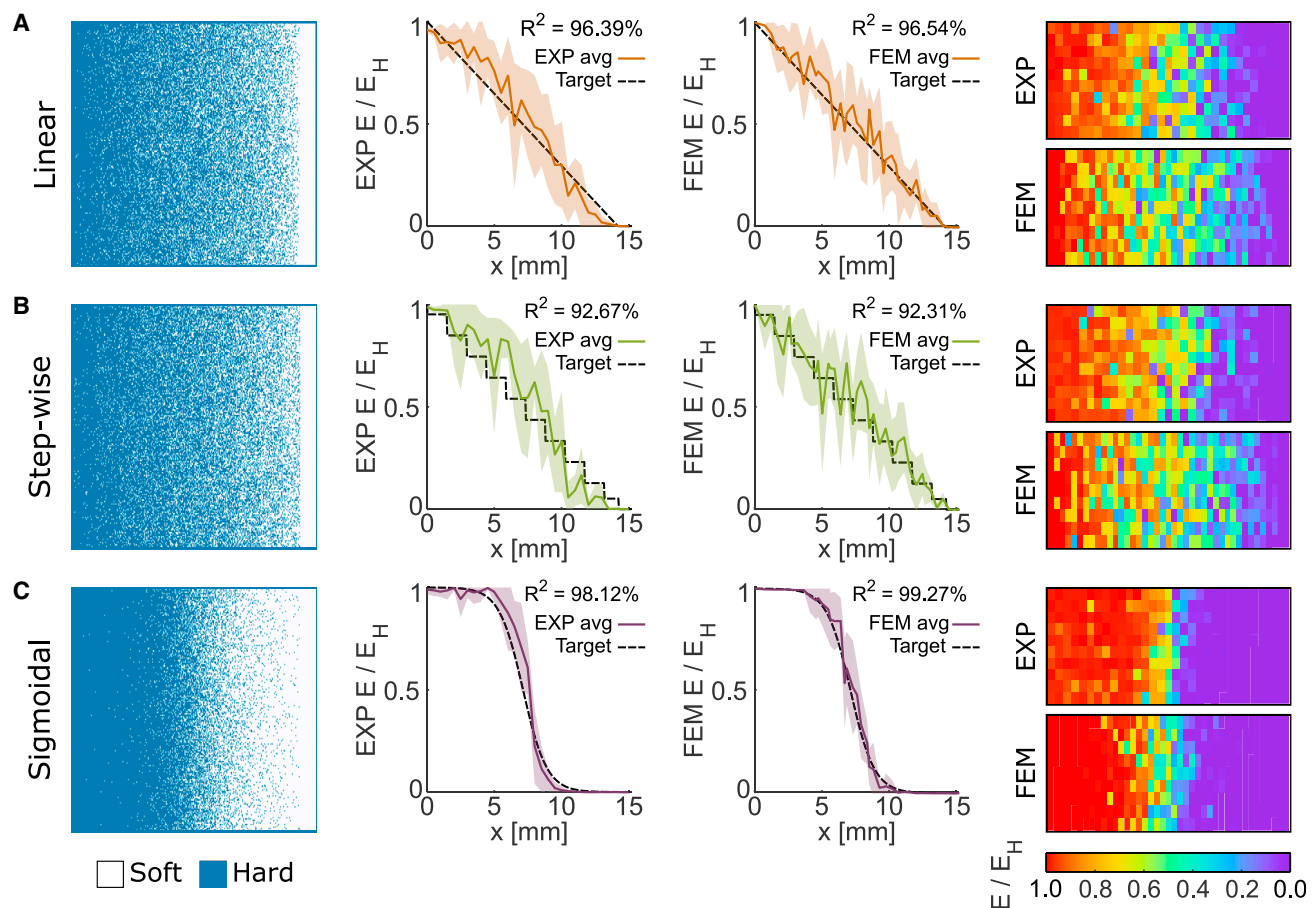 A
Linear
EXP E / E_H
1
0.5
0
R² = 96.39%
EXP avg
Target
0 5 10 15
x [mm]
FEM E / E_H
1
0.5
0
R² = 96.54%
FEM avg
Target
0 5 10 15
x [mm]
EXP
FEM
B
Step-wise
EXP E / E_H
1
0.5
0
R² = 92.67%
EXP avg
Target
0 5 10 15
x [mm]
FEM E / E_H
1
0.5
0
R² = 92.31%
FEM avg
Target
0 5 10 15
x [mm]
EXP
FEM
C
Sigmoidal
EXP E / E_H
1
0.5
0
R² = 98.12%
EXP avg
Target
0 5 10 15
x [mm]
FEM E / E_H
1
0.5
0
R² = 99.27%
FEM avg
Target
0 5 10 15
x [mm]
EXP
FEM
Soft Hard
E / E_H
1.0 0.8 0.6 0.4 0.2 0.0